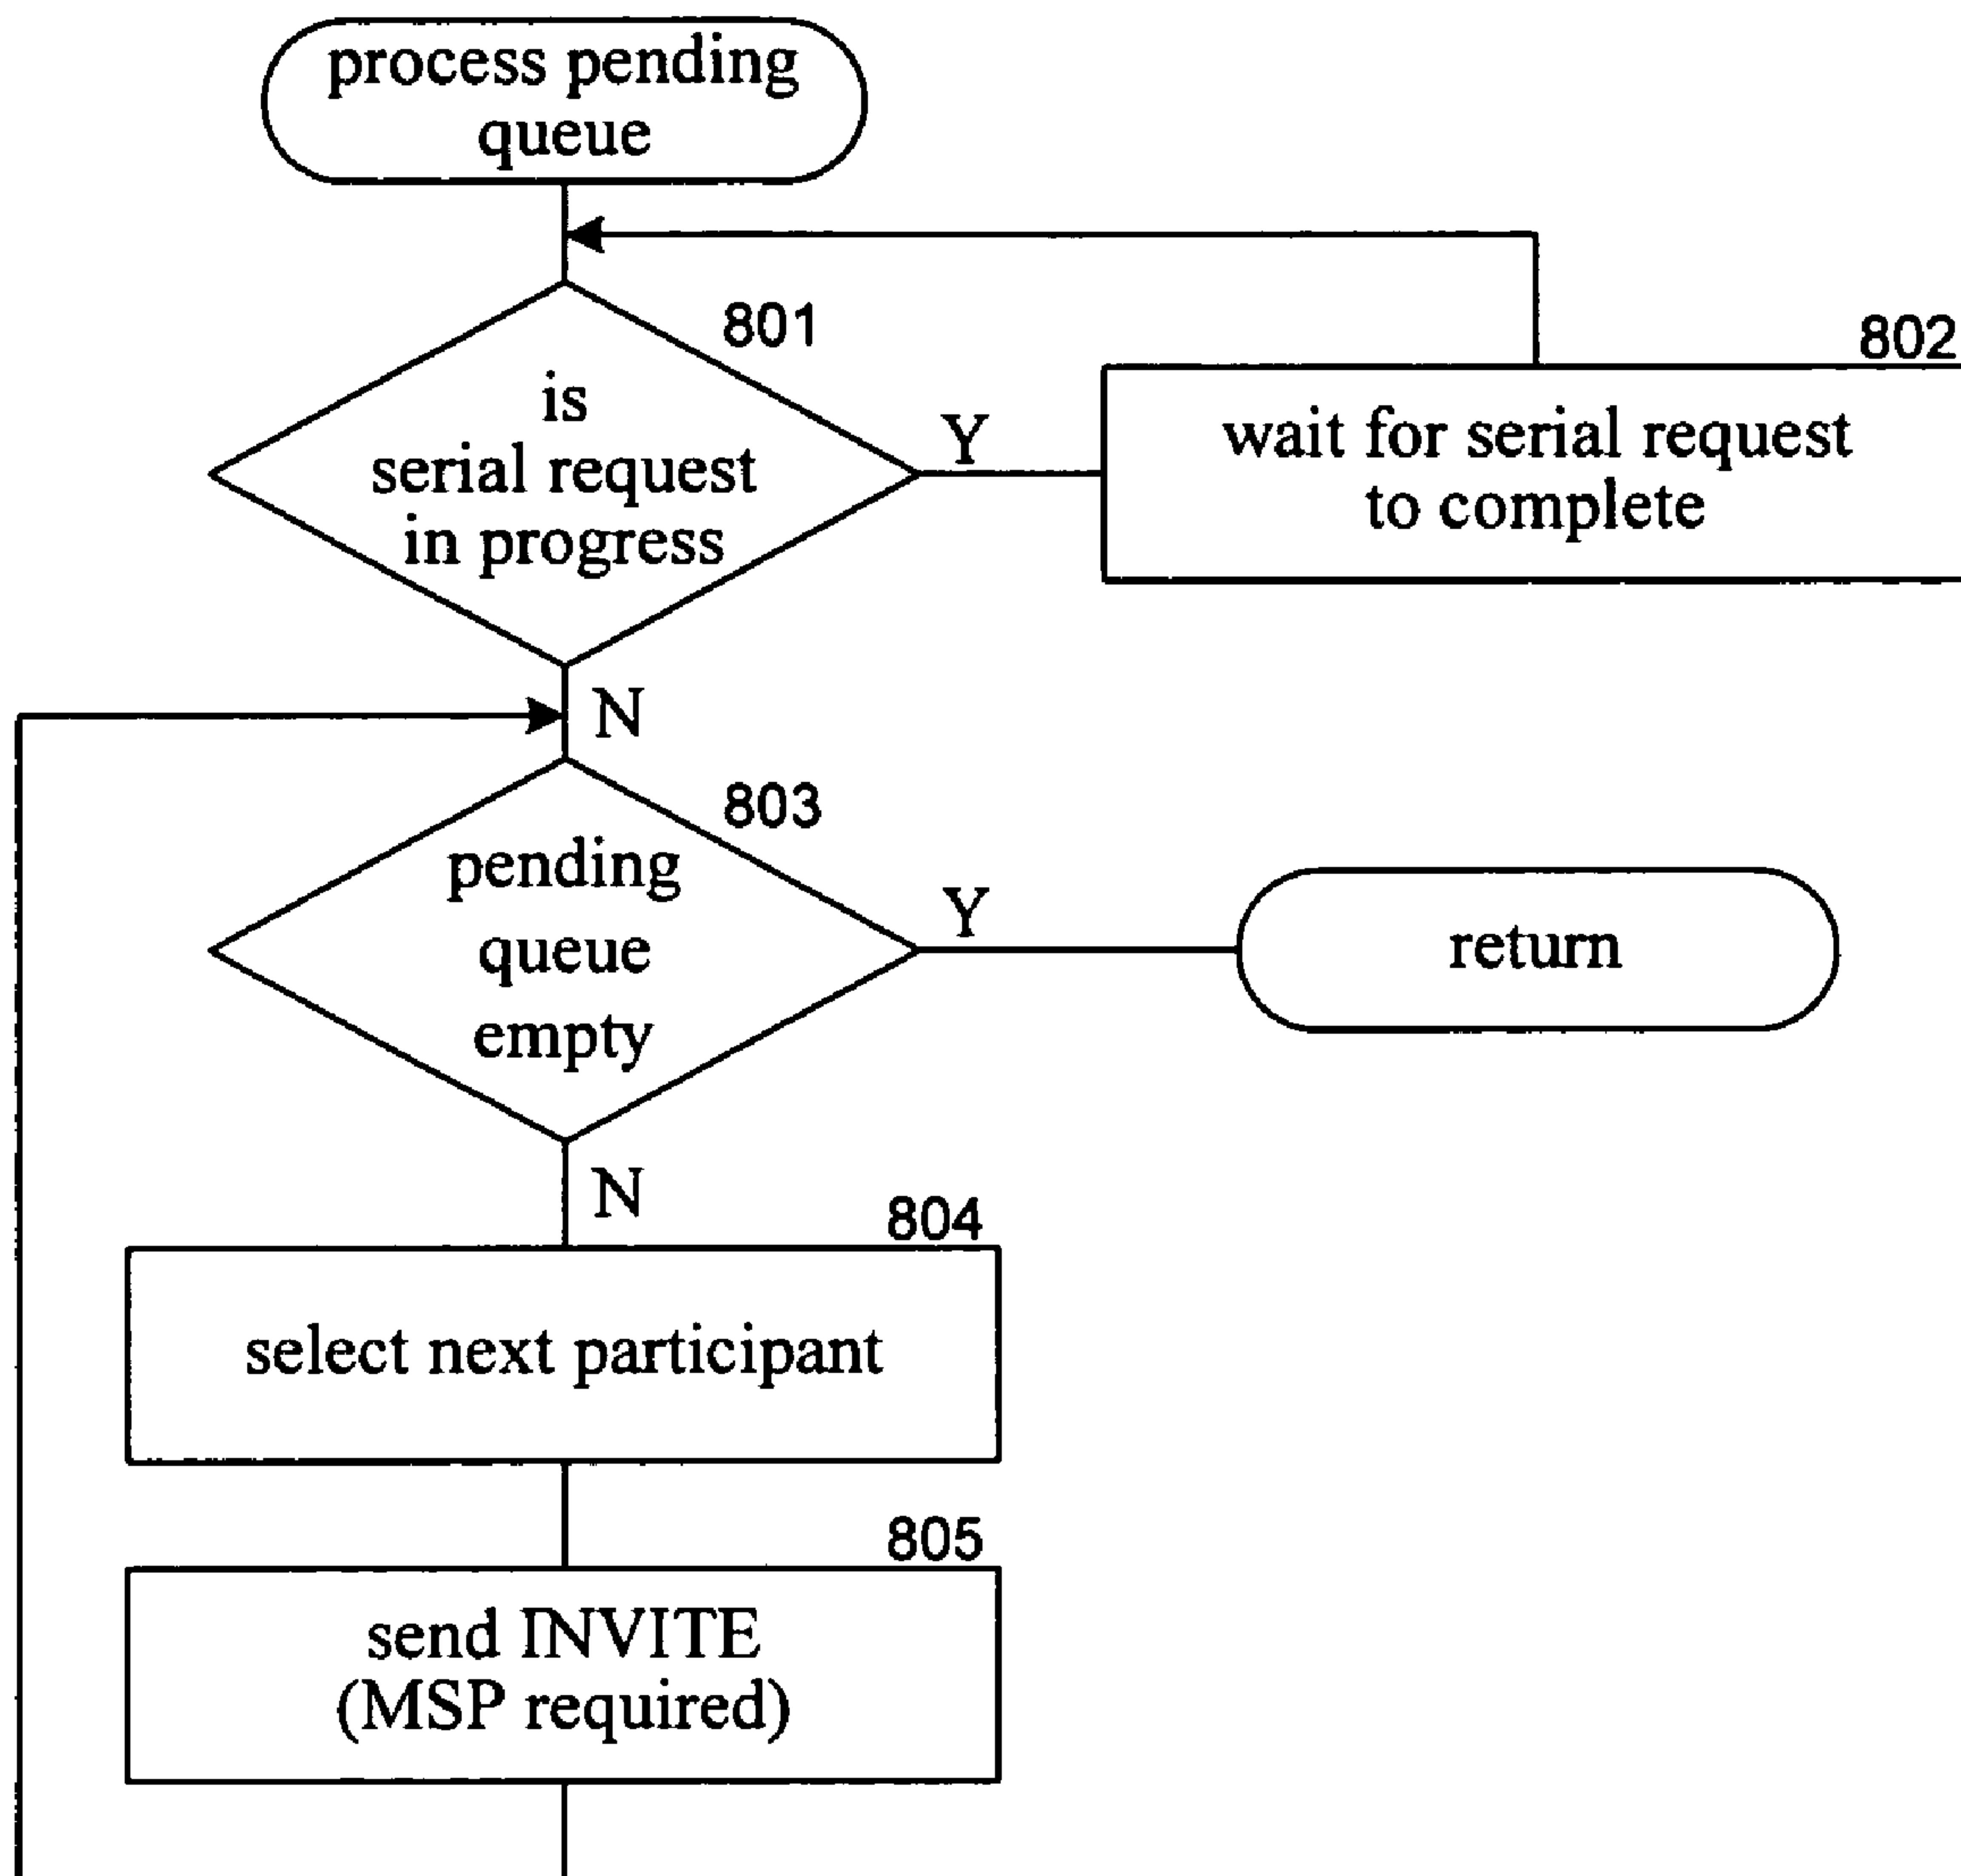 process pending
queue
801
is
serial request
in progress
Y
802
wait for serial request
to complete
N
803
pending
queue
empty
Y
return
N
804
select next participant
805
send INVITE
(MSP required)